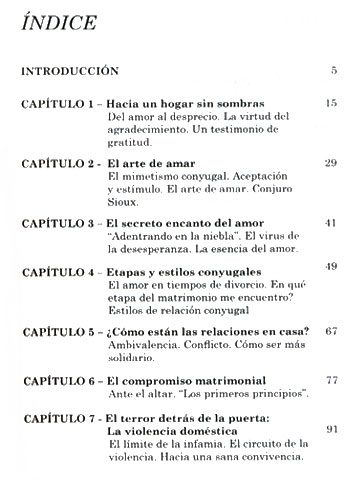 ÍNDICE
INTRODUCCIÓN 5
CAPÍTULO 1 - Hacia un hogar sin sombras 15
Del amor al desprecio. La virtud del
agradecimiento. Un testimonio de
gratitud.
CAPÍTULO 2 - El arte de amar 29
El mimetismo conyugal. Aceptación
y estímulo. El arte de amar. Conjuro
Sioux.
CAPÍTULO 3 - El secreto encanto del amor 41
"Adentrando en la niebla". El virus de
la desesperanza. La esencia del amor.
CAPÍTULO 4 - Etapas y estilos conyugales 49
El amor en tiempos de divorcio. En qué
etapa del matrimonio me encuentro?
Estilos de relación conyugal
CAPÍTULO 5 - ¿Cómo están las relaciones en casa? 67
Ambivalencia. Conflicto. Cómo ser más
solidario.
CAPÍTULO 6 - El compromiso matrimonial 77
Ante el altar. "Los primeros principios".
CAPÍTULO 7 - El terror detrás de la puerta:
La violencia doméstica 91
El límite de la infamia. El circuito de la
violencia. Hacia una sana convivencia.